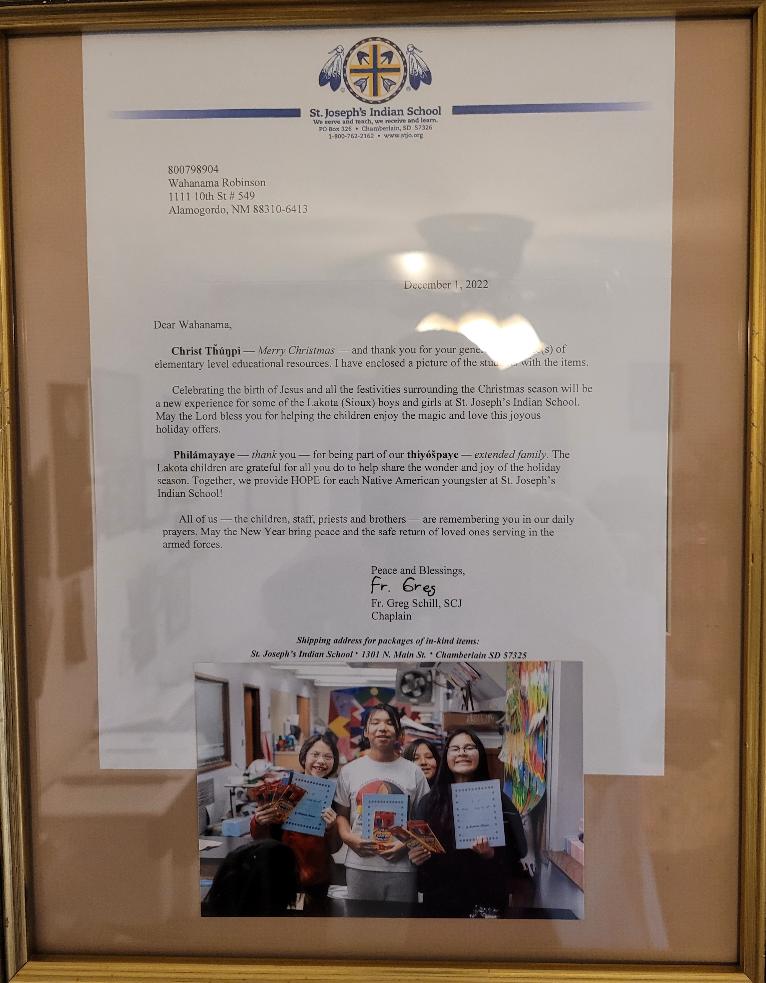 St. Joseph's Indian School
We serve and teach, we receive and learn.
PO Box 326 • Chamberlain, SD 57326
1-800-762-2162 • www.stjo.org
800798904
Wahanama Robinson
1111 10th St # 549
Alamogordo, NM 88310-6413
December 1, 2022
Dear Wahanama,
Christ Tȟúŋpi — Merry Christmas — and thank you for your (s) of
elementary level educational resources. I have enclosed a picture of the with the items.
Celebrating the birth of Jesus and all the festivities surrounding the Christmas season will be
a new experience for some of the Lakota (Sioux) boys and girls at St. Joseph's Indian School.
May the Lord bless you for helping the children enjoy the magic and love this joyous
holiday offers.
Philámayaye — thank you — for being part of our thiyóšpaye — extended family. The
Lakota children are grateful for all you do to help share the wonder and joy of the holiday
season. Together, we provide HOPE for each Native American youngster at St. Joseph's
Indian School!
All of us — the children, staff, priests and brothers — are remembering you in our daily
prayers. May the New Year bring peace and the safe return of loved ones serving in the
armed forces.
Peace and Blessings,
Fr. Greg
Fr. Greg Schill, SCJ
Chaplain
Shipping address for packages of in-kind items:
St. Joseph's Indian School * 1301 N. Main St. * Chamberlain SD 57325